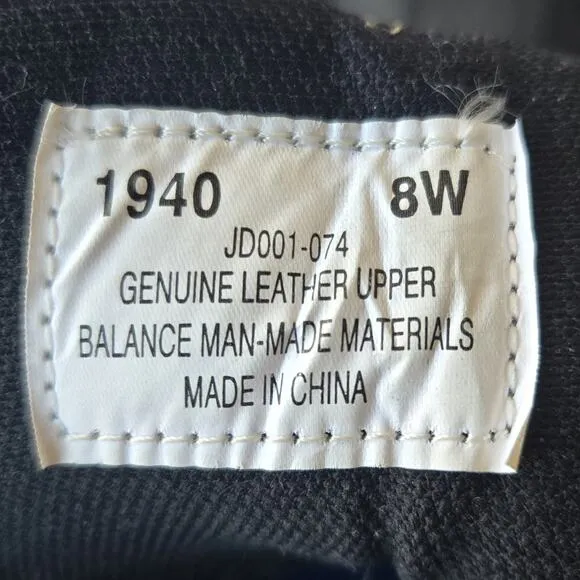 1940 8W
JD001-074
GENUINE LEATHER UPPER
BALANCE MAN-MADE MATERIALS
MADE IN CHINA